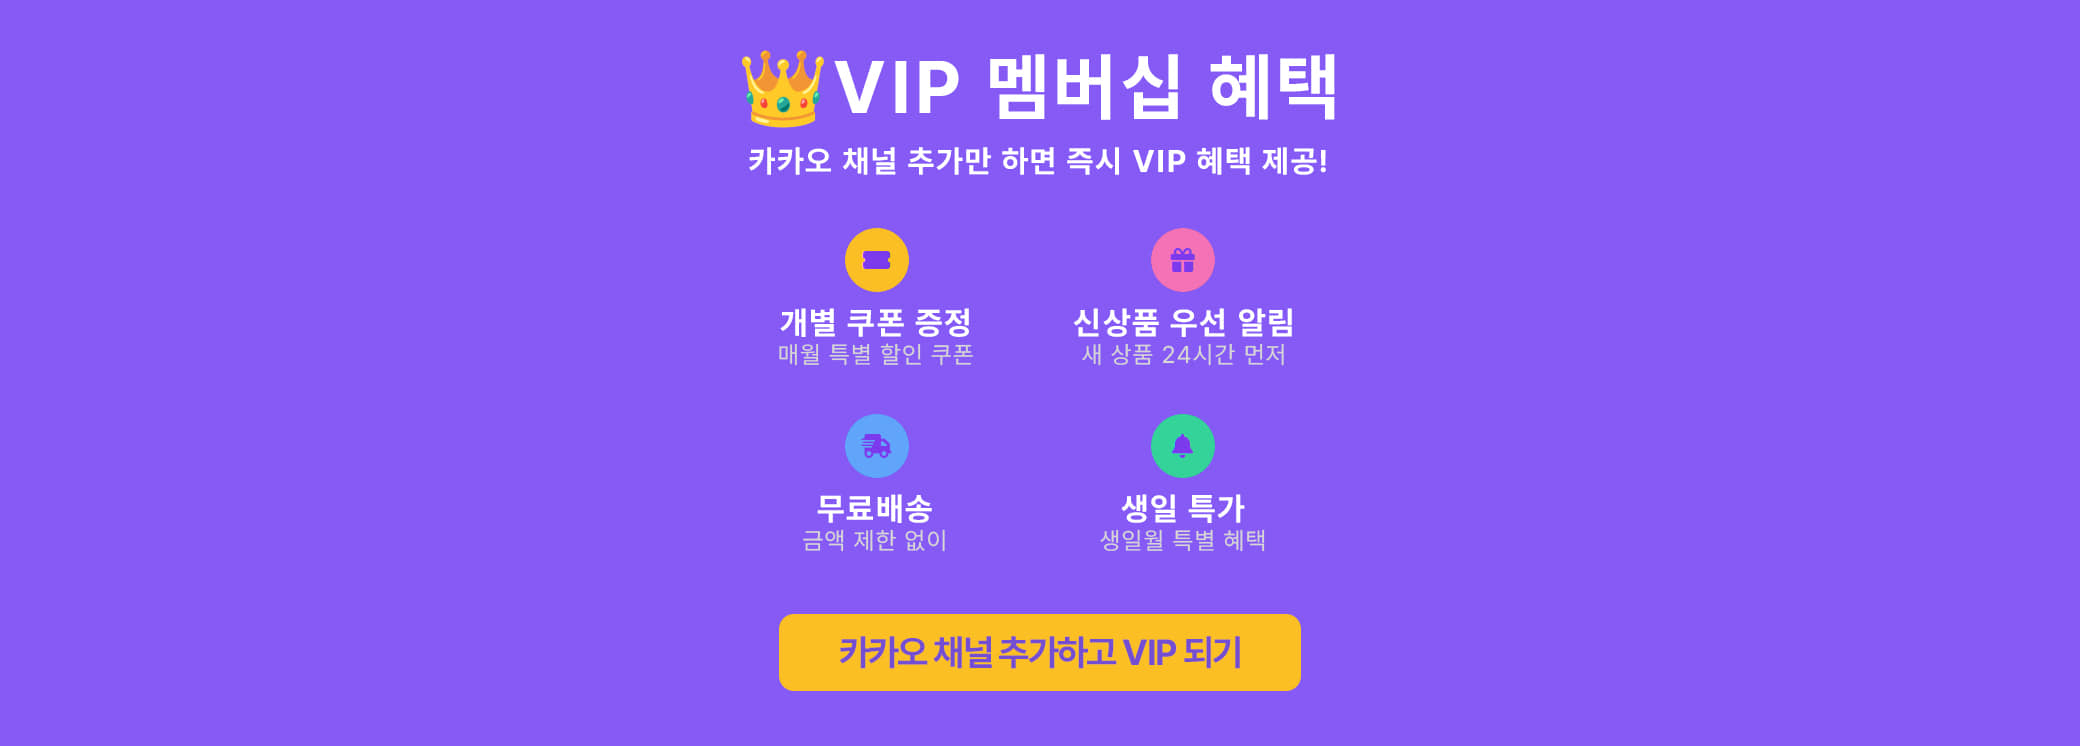 VIP 멤버십 혜택
카카오 채널 추가만 하면 즉시 VIP 혜택 제공!
개별 쿠폰 증정
매월 특별 할인 쿠폰
신상품 우선 알림
새 상품 24시간 먼저
무료배송
금액 제한 없이
생일 특가
생일월 특별 혜택
카카오 채널 추가하고 VIP 되기